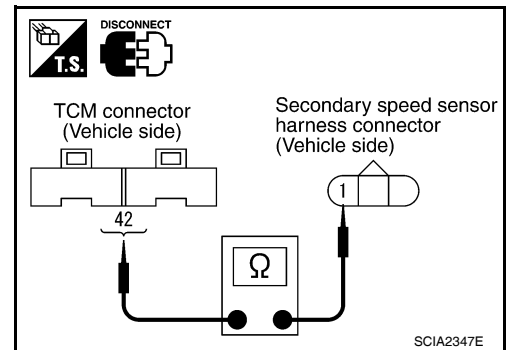 DISCONNECT
T.S.
TCM connector
(Vehicle side)
Secondary speed sensor
harness connector
(Vehicle side)
1
42
Ω
SCIA2347E